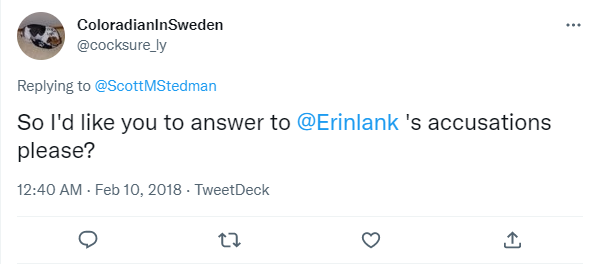 ColoradianInSweden
@cocksure_ly
Replying to @ScottMStedman
So I'd like you to answer to @Erinlank 's accusations
please?
12:40 AM · Feb 10, 2018 · TweetDeck